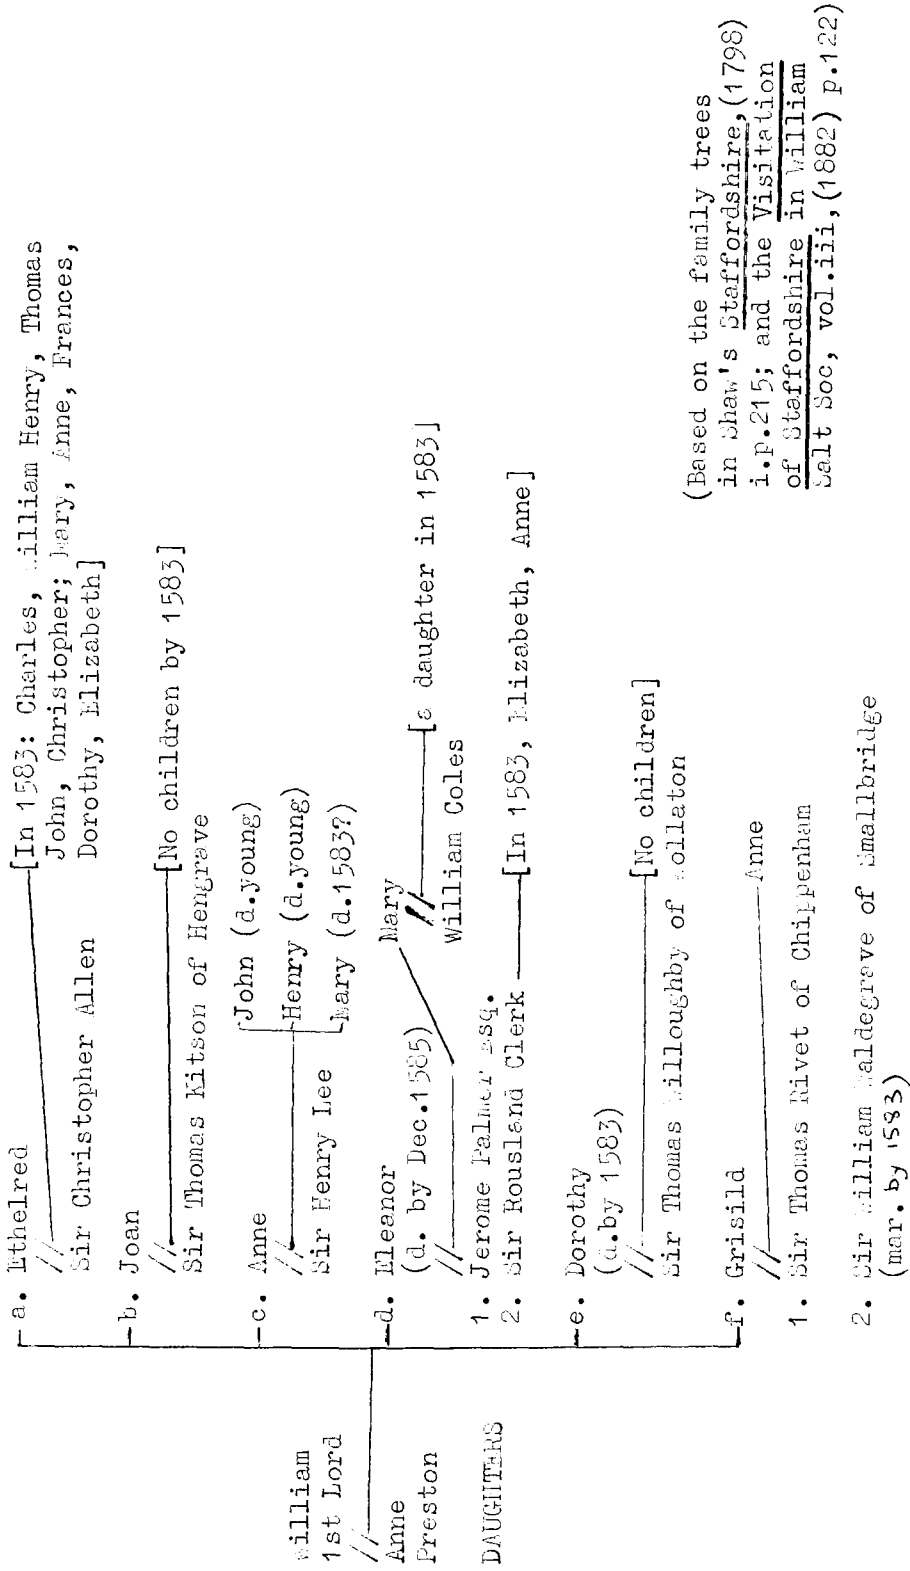 William
1st Lord
//
Anne
Preston
DAUGHTERS
a. Ethelred
//
Sir Christopher Allen
[In 1583: Charles, William Henry, Thomas
John, Christopher; Mary, Anne, Frances,
Dorothy, Elizabeth]
b. Joan
//
Sir Thomas Kitson of Hengrave
[No children by 1583]
c. Anne
//
Sir Henry Lee
John (d.young)
Henry (d.young)
Mary (d.1583?)
d. Eleanor
(d. by Dec.1585)
//
1. Jerome Palmer Esq.
2. Sir Rousland Clerk
Mary
//
William Coles
[a daughter in 1583]
[In 1583, Elizabeth, Anne]
e. Dorothy
(d.by 1583)
//
Sir Thomas Willoughby of Wollaton
[No children]
f. Grisild
//
1. Sir Thomas Rivet of Chippenham
Anne
2. Sir William Waldegrave of Smallbridge
(mar. by 1583)
(Based on the family trees
in Shaw's Staffordshire,(1798)
i.p.215; and the Visitation
of Staffordshire in William
Salt Soc, vol.iii,(1882) p.122)